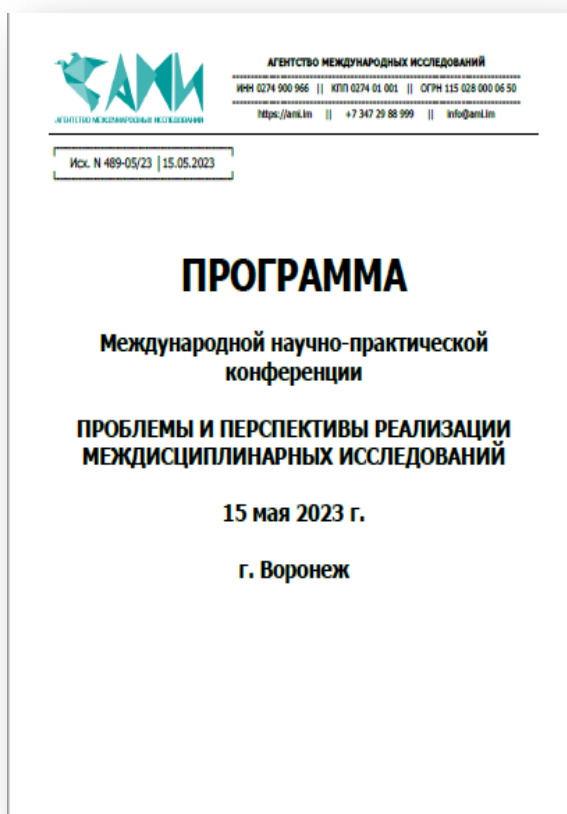 АМИ
АГЕНТСТВО МЕЖДУНАРОДНЫХ ИССЛЕДОВАНИЙ
АГЕНТСТВО МЕЖДУНАРОДНЫХ ИССЛЕДОВАНИЙ
ИНН 0274 900 966 || КПП 0274 01 001 || ОГРН 115 028 000 06 50
https://ami.im || +7 347 29 88 999 || info@ami.im
Исх. N 489-05/23 | 15.05.2023
ПРОГРАММА
Международной научно-практической
конференции
ПРОБЛЕМЫ И ПЕРСПЕКТИВЫ РЕАЛИЗАЦИИ
МЕЖДИСЦИПЛИНАРНЫХ ИССЛЕДОВАНИЙ
15 мая 2023 г.
г. Воронеж